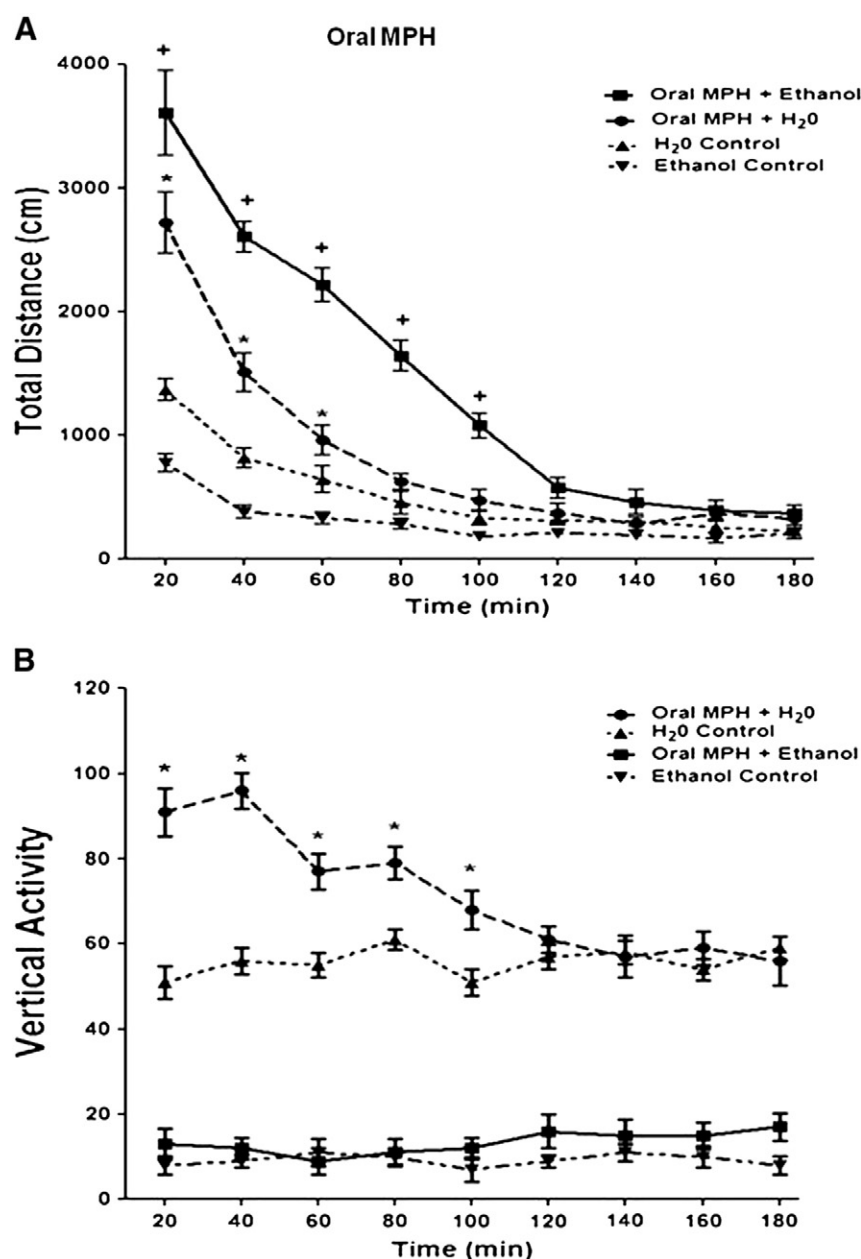 A
Oral MPH
Oral MPH + Ethanol
Oral MPH + H₂0
H₂0 Control
Ethanol Control
Total Distance (cm)
4000
3000
2000
1000
0
+
+
+
+
+
*
*
*
20 40 60 80 100 120 140 160 180
Time (min)
B
Oral MPH + H₂0
H₂0 Control
Oral MPH + Ethanol
Ethanol Control
Vertical Activity
120
100
80
60
40
20
0
*
*
*
*
*
20 40 60 80 100 120 140 160 180
Time (min)